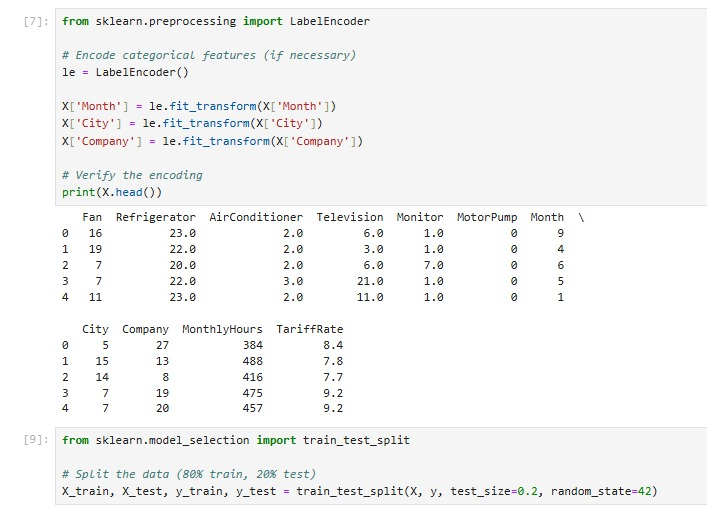 [7]: from sklearn.preprocessing import LabelEncoder
# Encode categorical features (if necessary)
le = LabelEncoder()
X['Month'] = le.fit_transform(X['Month'])
X['City'] = le.fit_transform(X['City'])
X['Company'] = le.fit_transform(X['Company'])
# Verify the encoding
print(X.head())
Fan Refrigerator AirConditioner Television Monitor MotorPump Month \
0 16 23.0 2.0 6.0 1.0 0 9
1 19 22.0 2.0 3.0 1.0 0 4
2 7 20.0 2.0 6.0 7.0 0 6
3 7 22.0 3.0 21.0 1.0 0 5
4 11 23.0 2.0 11.0 1.0 0 1
City Company MonthlyHours TariffRate
0 5 27 384 8.4
1 15 13 488 7.8
2 14 8 416 7.7
3 7 19 475 9.2
4 7 20 457 9.2
[9]: from sklearn.model_selection import train_test_split
# Split the data (80% train, 20% test)
X_train, X_test, y_train, y_test = train_test_split(X, y, test_size=0.2, random_state=42)